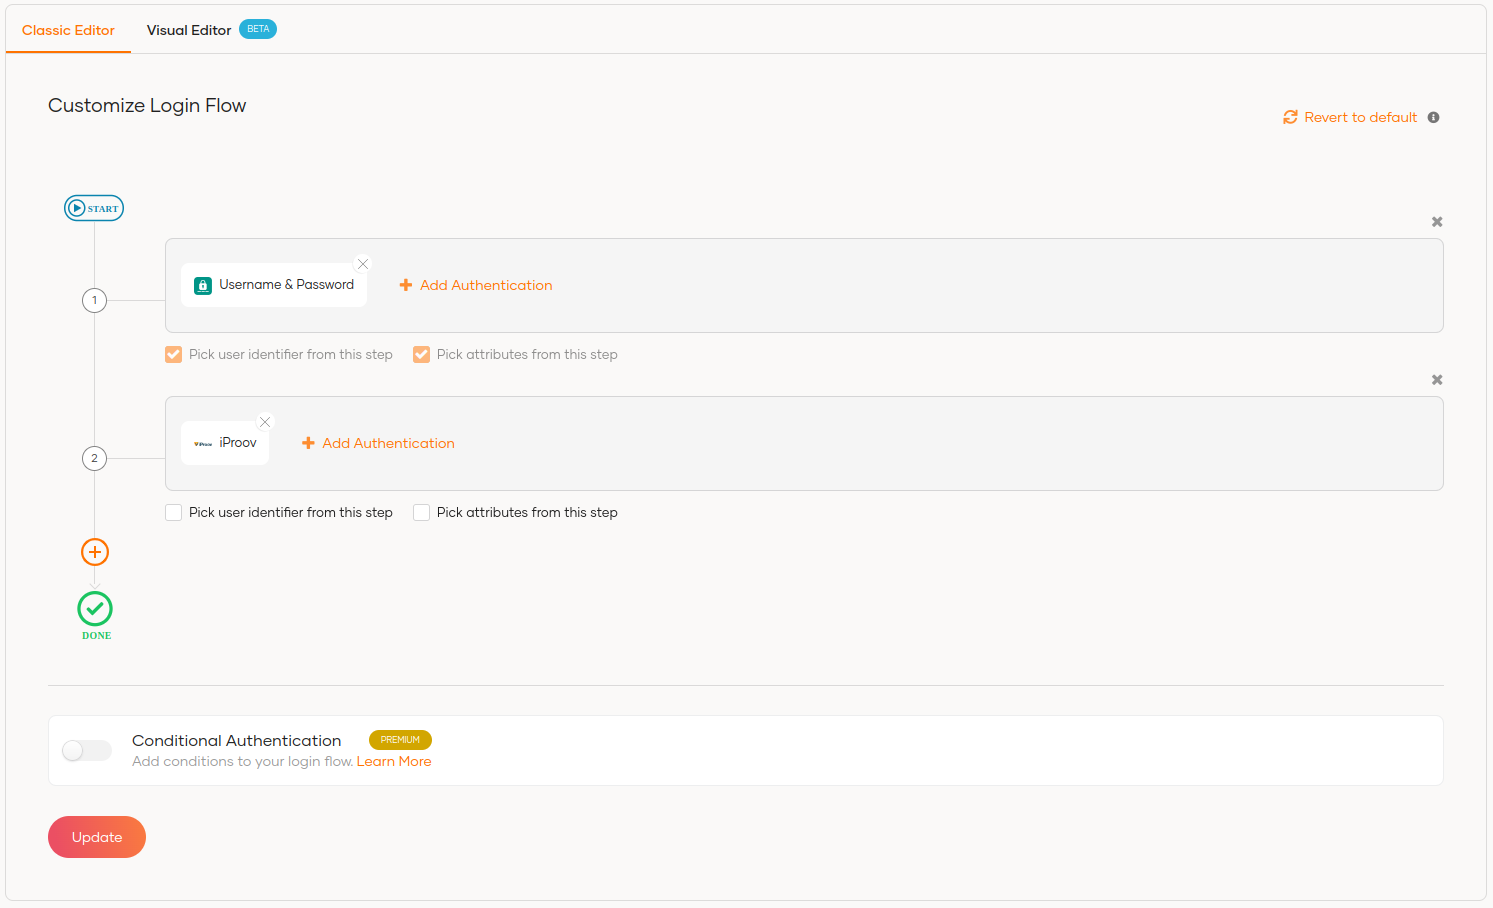 Classic Editor Visual Editor BETA
Customize Login Flow
Revert to default
START
Username & Password Add Authentication
1
Pick user identifier from this step Pick attributes from this step
iProov iProov Add Authentication
2
Pick user identifier from this step Pick attributes from this step
DONE
Conditional Authentication PREMIUM
Add conditions to your login flow. Learn More
Update